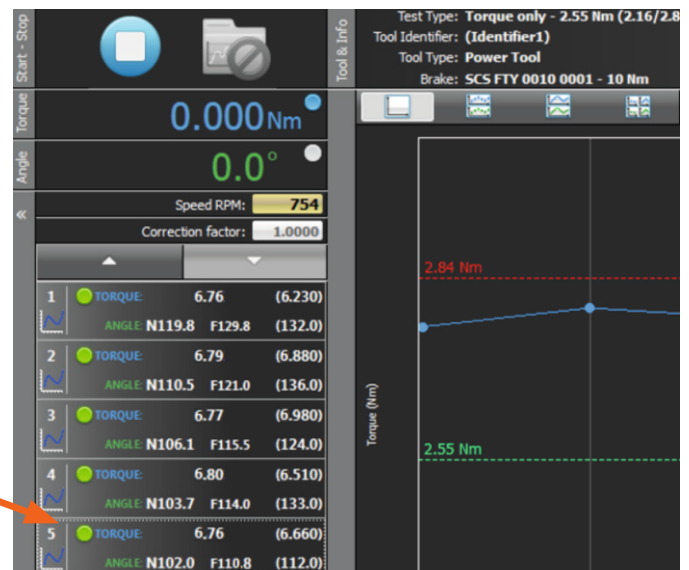 Start - Stop
Tool & Info
Test Type: Torque only - 2.55 Nm (2.16/2.8
Tool Identifier: (Identifier1)
Tool Type: Power Tool
Brake: SCS FTY 0010 0001 - 10 Nm
Torque
0.000 Nm
Angle
0.0°
«
Speed RPM: 754
Correction factor: 1.0000
1 TORQUE: 6.76 (6.230)
ANGLE: N119.8 F129.8 (132.0)
2 TORQUE: 6.79 (6.880)
ANGLE: N110.5 F121.0 (136.0)
3 TORQUE: 6.77 (6.980)
ANGLE: N106.1 F115.5 (124.0)
4 TORQUE: 6.80 (6.510)
ANGLE: N103.7 F114.0 (133.0)
5 TORQUE: 6.76 (6.660)
ANGLE: N102.0 F110.8 (112.0)
Torque (Nm)
2.84 Nm
2.55 Nm